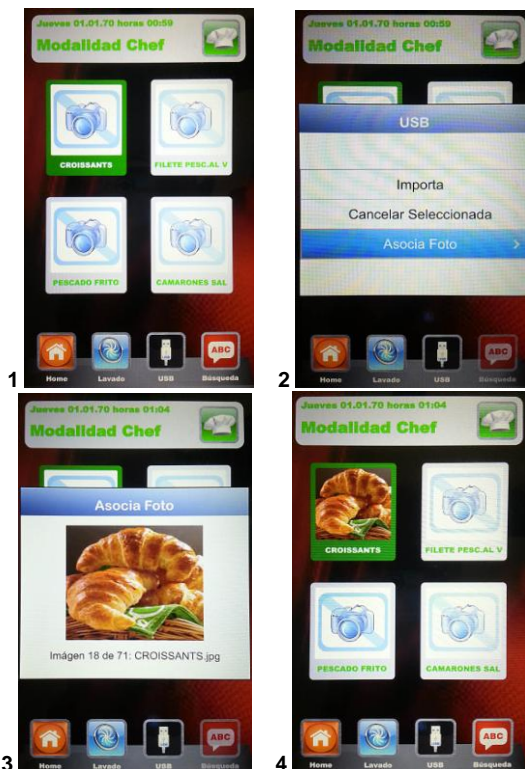 Jueves 01.01.70 horas 00:59
Modalidad Chef
CROISSANTS
FILETE PESC.AL V
PESCADO FRITO
CAMARONES SAL
ABC
Home
Lavado
USB
Búsqueda
1
Jueves 01.01.70 horas 00:59
Modalidad Chef
USB
Importa
Cancelar Seleccionada
Asocia Foto
ABC
Home
Lavado
USB
Búsqueda
2
Jueves 01.01.70 horas 01:04
Modalidad Chef
Asocia Foto
Imágen 18 de 71: CROISSANTS.jpg
ABC
Home
Lavado
USB
Búsqueda
3
Jueves 01.01.70 horas 01:04
Modalidad Chef
CROISSANTS
FILETE PESC.AL V
PESCADO FRITO
CAMARONES SAL
ABC
Home
Lavado
USB
Búsqueda
4